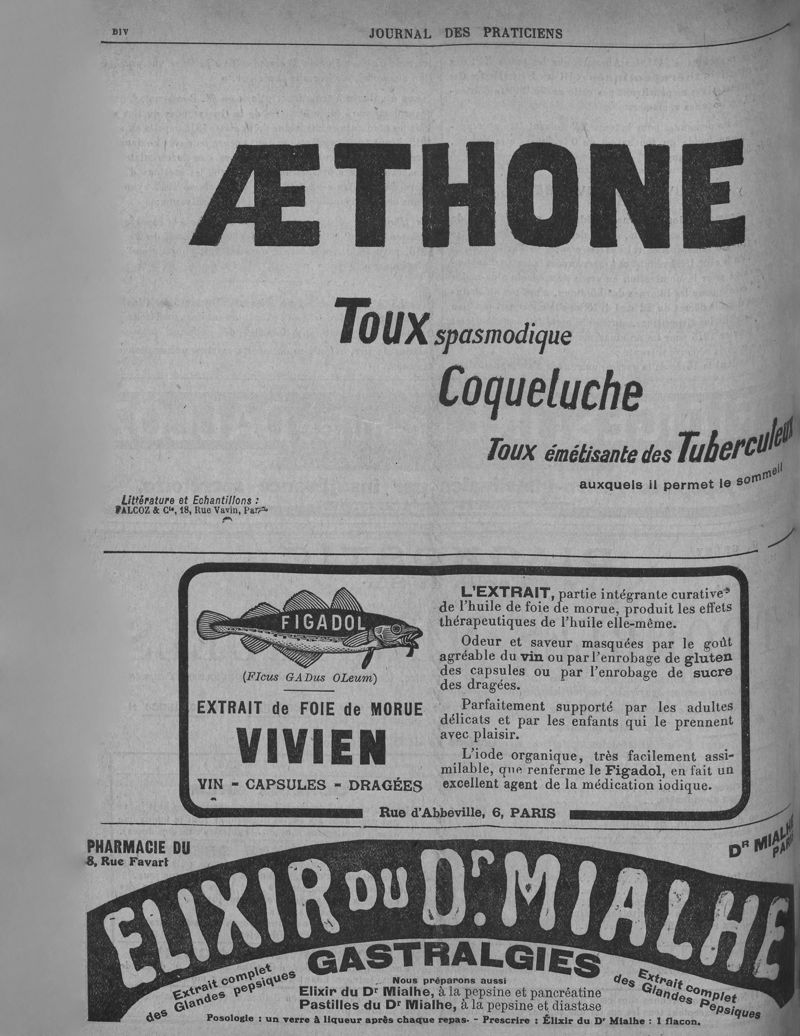 DIV
JOURNAL DES PRATICIENS
ÆTHONE
Toux spasmodique
Coqueluche
Toux émétisante des Tuberculeux
auxquels il permet le sommeil
Littérature et Echantillons :
FALCOZ & Cie, 18, Rue Vavin, Paris
FIGADOL
(FIcus GADus OLeum)
EXTRAIT de FOIE de MORUE
VIVIEN
VIN - CAPSULES - DRAGÉES
L'EXTRAIT, partie intégrante curative
de l'huile de foie de morue, produit les effets
thérapeutiques de l'huile elle-même.
Odeur et saveur masquées par le goût
agréable du vin ou par l'enrobage de gluten
des capsules ou par l'enrobage de sucre
des dragées.
Parfaitement supporté par les adultes
délicats et par les enfants qui le prennent
avec plaisir.
L'iode organique, très facilement assi-
milable, que renferme le Figadol, en fait un
excellent agent de la médication iodique.
Rue d'Abbeville, 6, PARIS
PHARMACIE DU
8, Rue Favart
DR MIALHE
PARIS
ELIXIR DU Dr. MIALHE
GASTRALGIES
Extrait complet
des Glandes pepsiques
Nous préparons aussi
Elixir du Dr Mialhe, à la pepsine et pancréatine
Pastilles du Dr Mialhe, à la pepsine et diastase
Extrait complet
des Glandes Pepsiques
Posologie : un verre à liqueur après chaque repas. - Prescrire : Élixir du Dr Mialhe : 1 flacon.